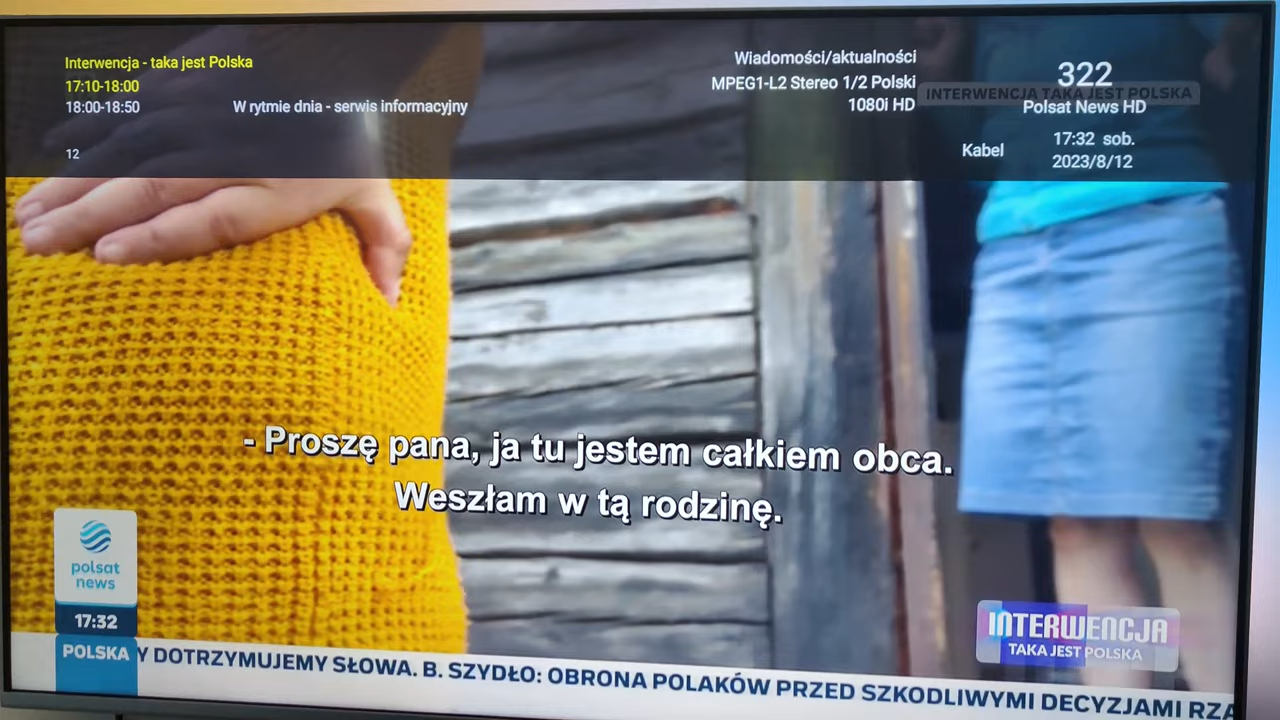 Interwencja - taka jest Polska
17:10-18:00
18:00-18:50 W rytmie dnia - serwis informacyjny
12
Wiadomości/aktualności
MPEG1-L2 Stereo 1/2 Polski
1080i HD
322
INTERWENCJA TAKA JEST POLSKA
Polsat News HD
Kabel
17:32 sob.
2023/8/12
- Proszę pana, ja tu jestem całkiem obca.
Weszłam w tą rodzinę.
polsat
news
17:32
INTERWENCJA
TAKA JEST POLSKA
POLSKA
Y DOTRZYMUJEMY SŁOWA. B. SZYDŁO: OBRONA POLAKÓW PRZED SZKODLIWYMI DECYZJAMI RZĄ